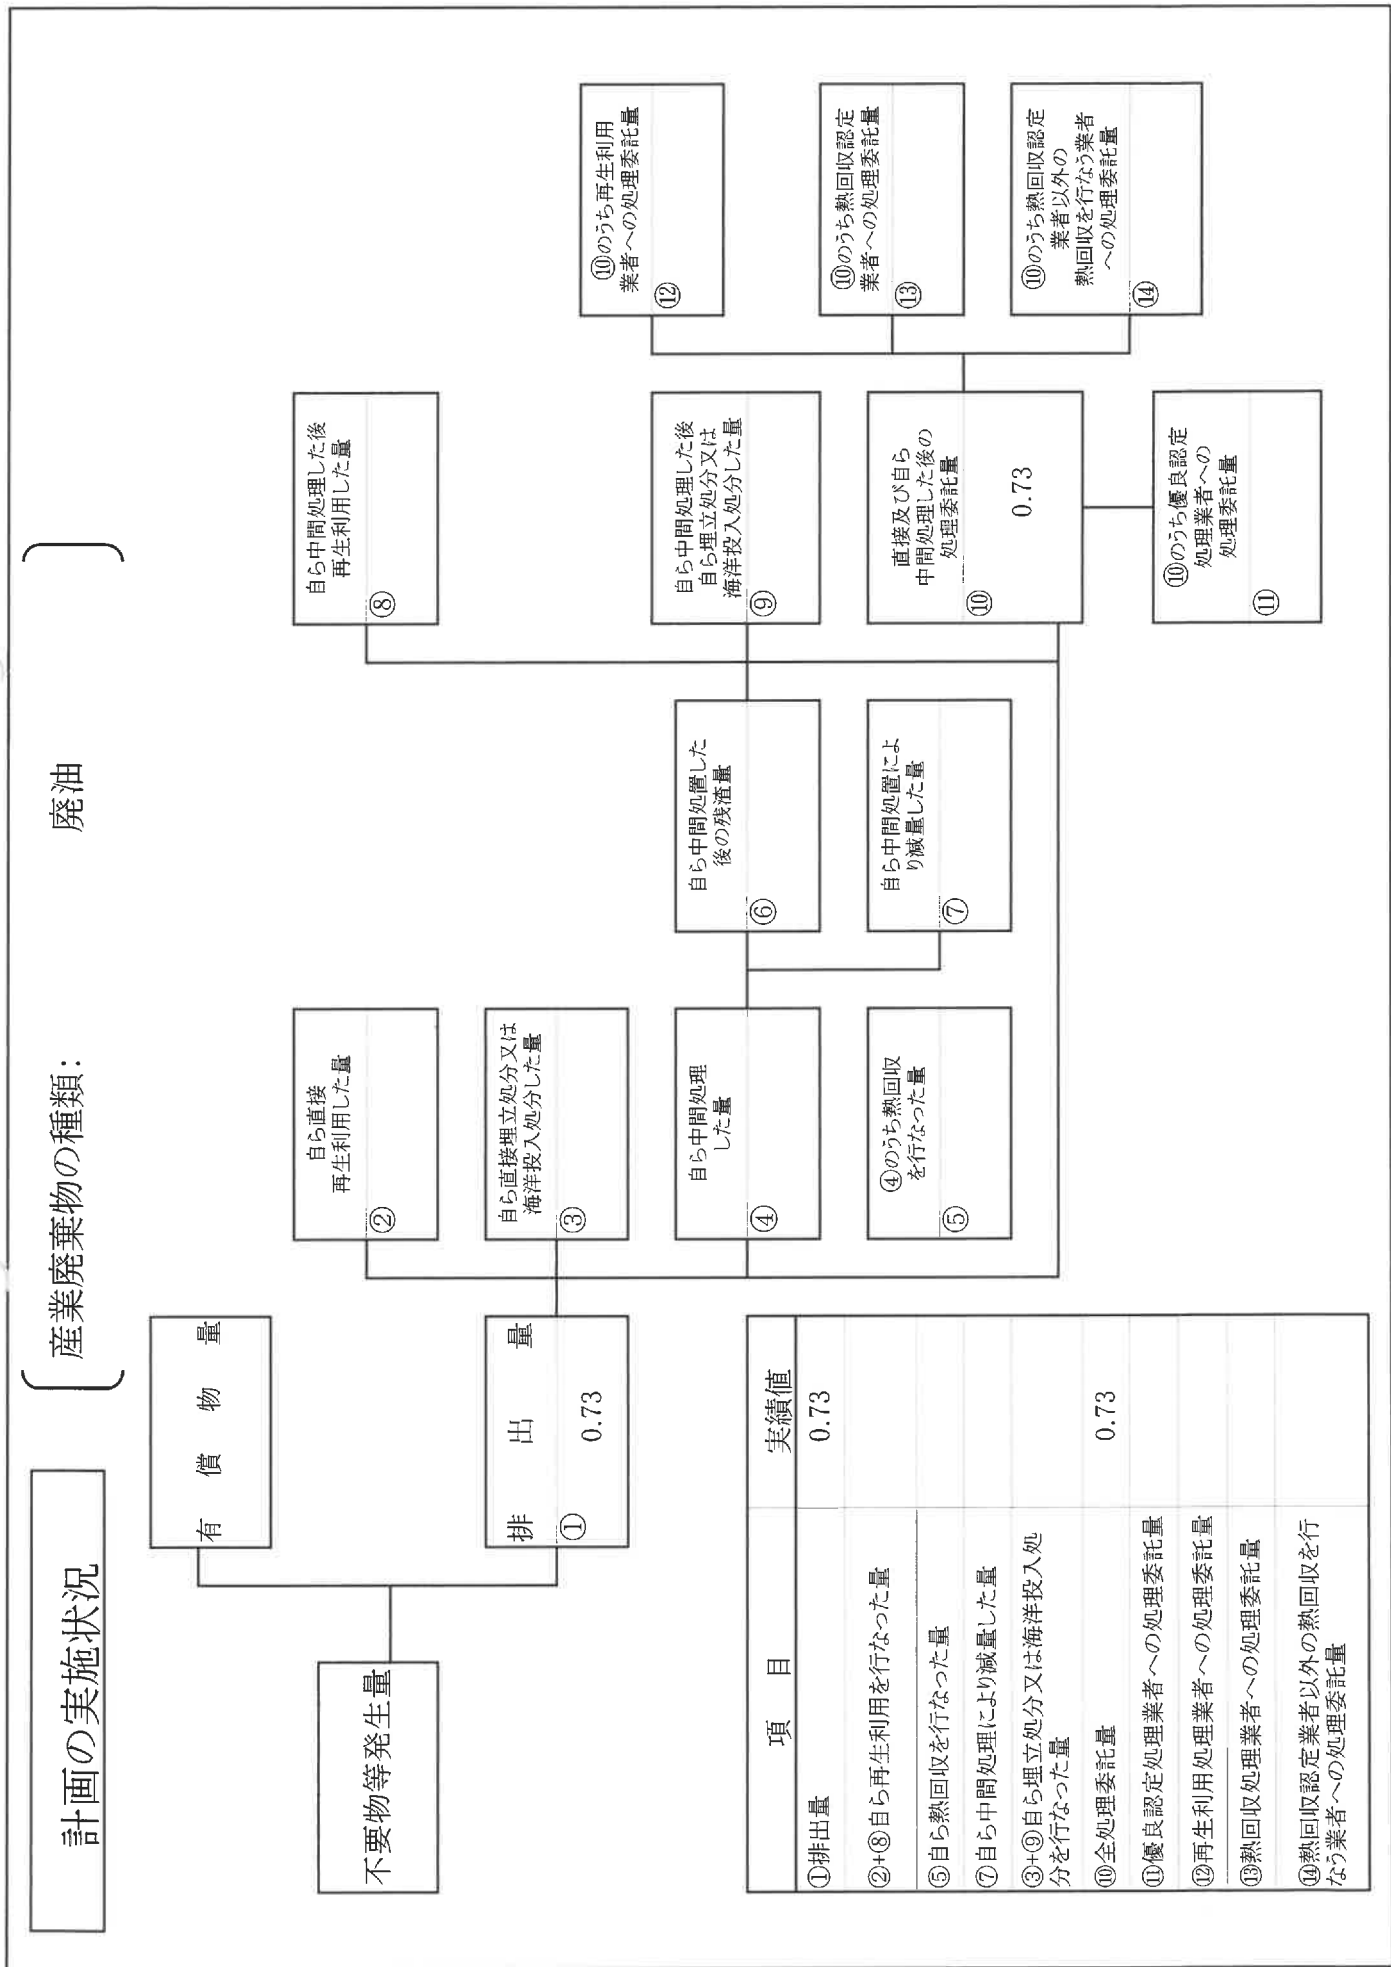 計画の実施状況
産業廃棄物の種類:
廃油
不要物等発生量
有償物量
排出量
①
0.73
自ら直接
再生利用した量
②
自ら直接埋立処分又は
海洋投入処分した量
③
自ら中間処理
した量
④
④のうち熱回収
を行なった量
⑤
自ら中間処置した
後の残渣量
⑥
自ら中間処置によ
り減量した量
⑦
自ら中間処理した後
再生利用した量
⑧
自ら中間処理した後
自ら埋立処分又は
海洋投入処分した量
⑨
直接及び自ら
中間処理した後の
処理委託量
⑩
0.73
⑩のうち優良認定
処理業者への
処理委託量
⑪
⑩のうち再生利用
業者への処理委託量
⑫
⑩のうち熱回収認定
業者への処理委託量
⑬
⑩のうち熱回収認定
業者以外の
熱回収を行なう業者
への処理委託量
⑭
項目 実績値
①排出量 0.73
②+⑧自ら再生利用を行なった量
⑤自ら熱回収を行なった量
⑦自ら中間処理により減量した量
③+⑨自ら埋立処分又は海洋投入処
分を行なった量
⑩全処理委託量 0.73
⑪優良認定処理業者への処理委託量
⑫再生利用処理業者への処理委託量
⑬熱回収処理業者への処理委託量
⑭熱回収認定業者以外の熱回収を行
なう業者への処理委託量